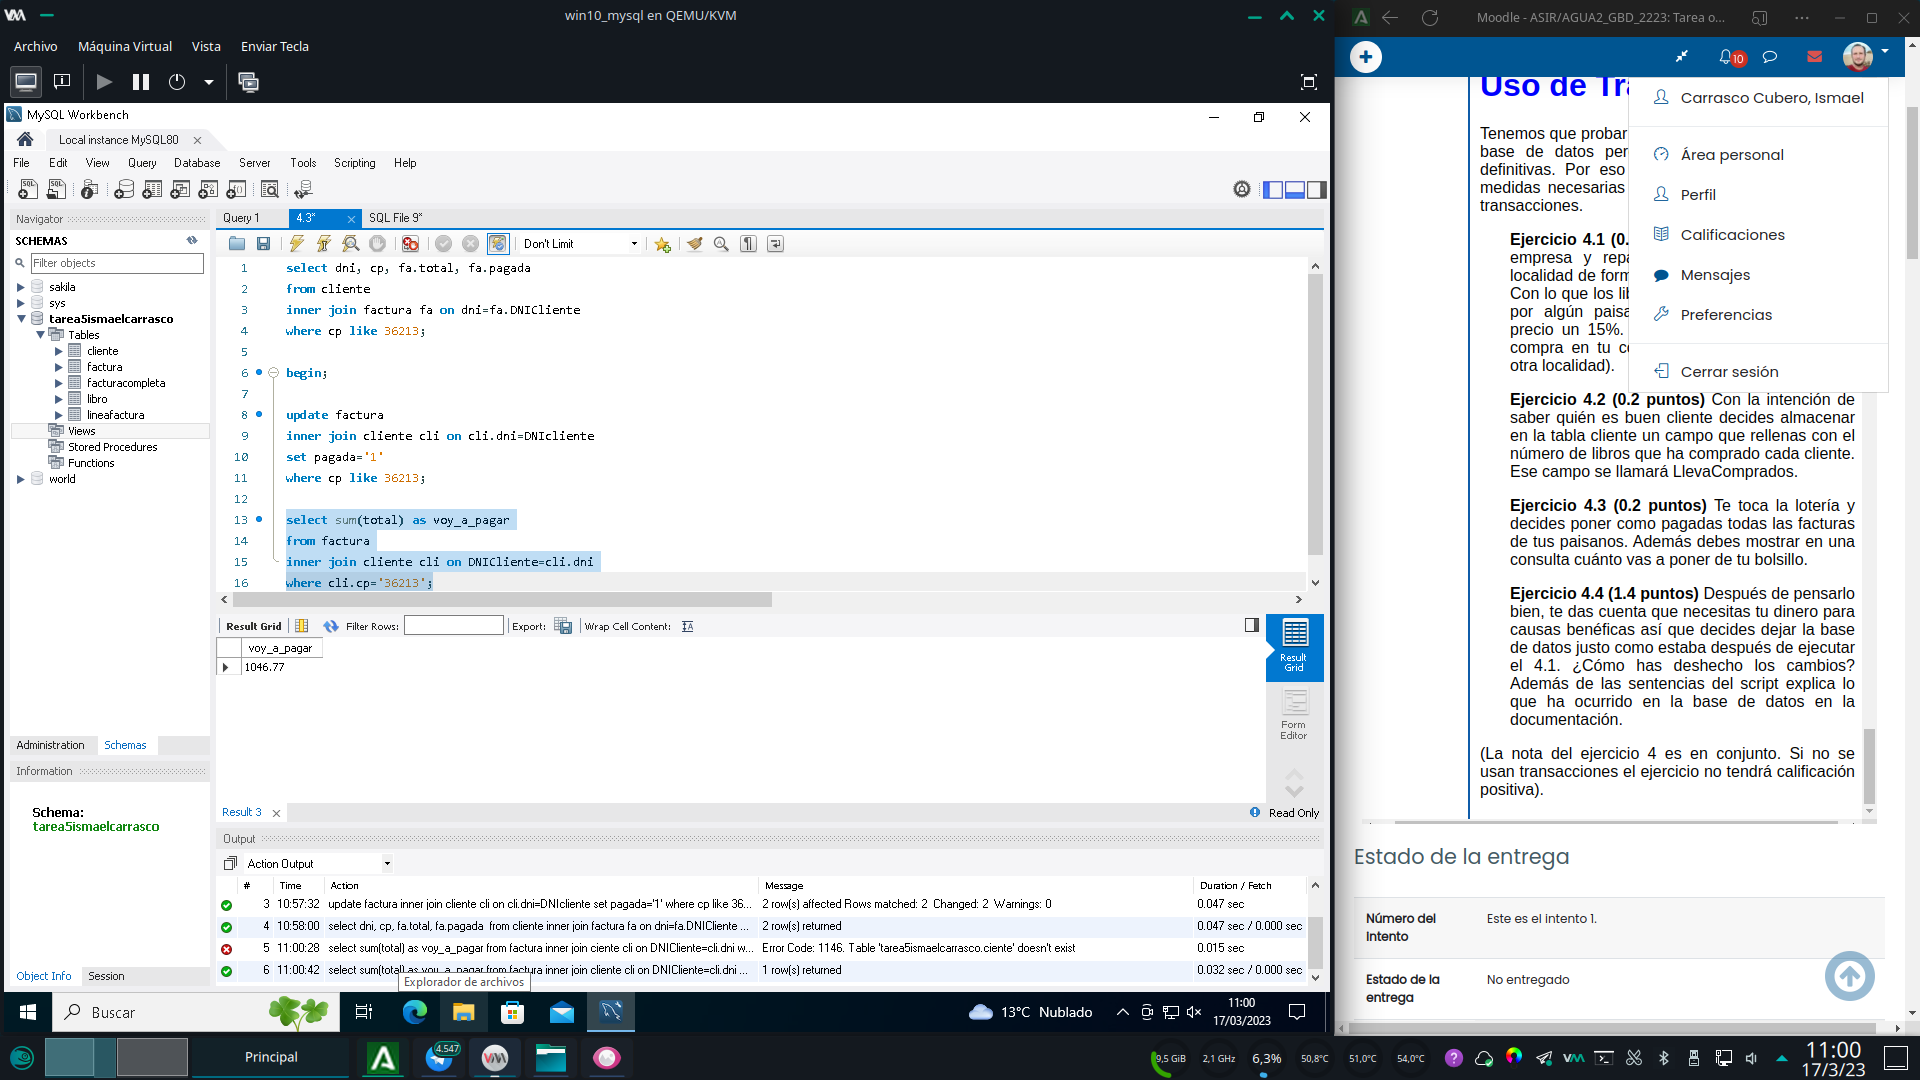 win10_mysql en QEMU/KVM
Archivo Máquina Virtual Vista Enviar Tecla
MySQL Workbench
Local instance MySQL80
File Edit View Query Database Server Tools Scripting Help
Navigator
SCHEMAS
Filter objects
sakila
sys
tarea5ismaelcarrasco
Tables
cliente
factura
facturacompleta
libro
lineafactura
Views
Stored Procedures
Functions
world
Administration Schemas
Information
Schema:
tarea5ismaelcarrasco
Object Info Session
Query 1 4.3* SQL File 9*
Don't Limit
1 select dni, cp, fa.total, fa.pagada
2 from cliente
3 inner join factura fa on dni=fa.DNICliente
4 where cp like 36213;
5
6 begin;
7
8 update factura
9 inner join cliente cli on cli.dni=DNIcliente
10 set pagada='1'
11 where cp like 36213;
12
13 select sum(total) as voy_a_pagar
14 from factura
15 inner join cliente cli on DNICliente=cli.dni
16 where cli.cp='36213';
Result Grid Filter Rows: Export: Wrap Cell Content:
voy_a_pagar
1046.77
Result Grid
Form Editor
Result 3
Read Only
Output
Action Output
# Time Action Message Duration / Fetch
3 10:57:32 update factura inner join cliente cli on cli.dni=DNIcliente set pagada='1' where cp like 36... 2 row(s) affected Rows matched: 2 Changed: 2 Warnings: 0 0.047 sec
4 10:58:00 select dni, cp, fa.total, fa.pagada from cliente inner join factura fa on dni=fa.DNICliente ... 2 row(s) returned 0.047 sec / 0.000 sec
5 11:00:28 select sum(total) as voy_a_pagar from factura inner join ciente cli on DNICliente=cli.dni w... Error Code: 1146. Table 'tarea5ismaelcarrasco.ciente' doesn't exist 0.015 sec
6 11:00:42 select sum(total) as voy_a_pagar from factura inner join cliente cli on DNICliente=cli.dni ... 1 row(s) returned 0.032 sec / 0.000 sec
Explorador de archivos
Buscar
13°C Nublado
11:00
17/03/2023
Moodle - ASIR/AGUA2_GBD_2223: Tarea o...
10
Carrasco Cubero, Ismael
Área personal
Perfil
Calificaciones
Mensajes
Preferencias
Cerrar sesión
Uso de Tra
Tenemos que probar
base de datos per
definitivas. Por eso
medidas necesarias
transacciones.
Ejercicio 4.1 (0.
empresa y repa
localidad de form
Con lo que los lib
por algún paisa
precio un 15%.
compra en tu co
otra localidad).
Ejercicio 4.2 (0.2 puntos) Con la intención de
saber quién es buen cliente decides almacenar
en la tabla cliente un campo que rellenas con el
número de libros que ha comprado cada cliente.
Ese campo se llamará LlevaComprados.
Ejercicio 4.3 (0.2 puntos) Te toca la lotería y
decides poner como pagadas todas las facturas
de tus paisanos. Además debes mostrar en una
consulta cuánto vas a poner de tu bolsillo.
Ejercicio 4.4 (1.4 puntos) Después de pensarlo
bien, te das cuenta que necesitas tu dinero para
causas benéficas así que decides dejar la base
de datos justo como estaba después de ejecutar
el 4.1. ¿Cómo has deshecho los cambios?
Además de las sentencias del script explica lo
que ha ocurrido en la base de datos en la
documentación.
(La nota del ejercicio 4 es en conjunto. Si no se
usan transacciones el ejercicio no tendrá calificación
positiva).
Estado de la entrega
Número del intento Este es el intento 1.
Estado de la entrega No entregado
Principal
4.547
9,5 GiB 2,1 GHz 6,3% 50,8°C 51,0°C 54,0°C
11:00
17/3/23